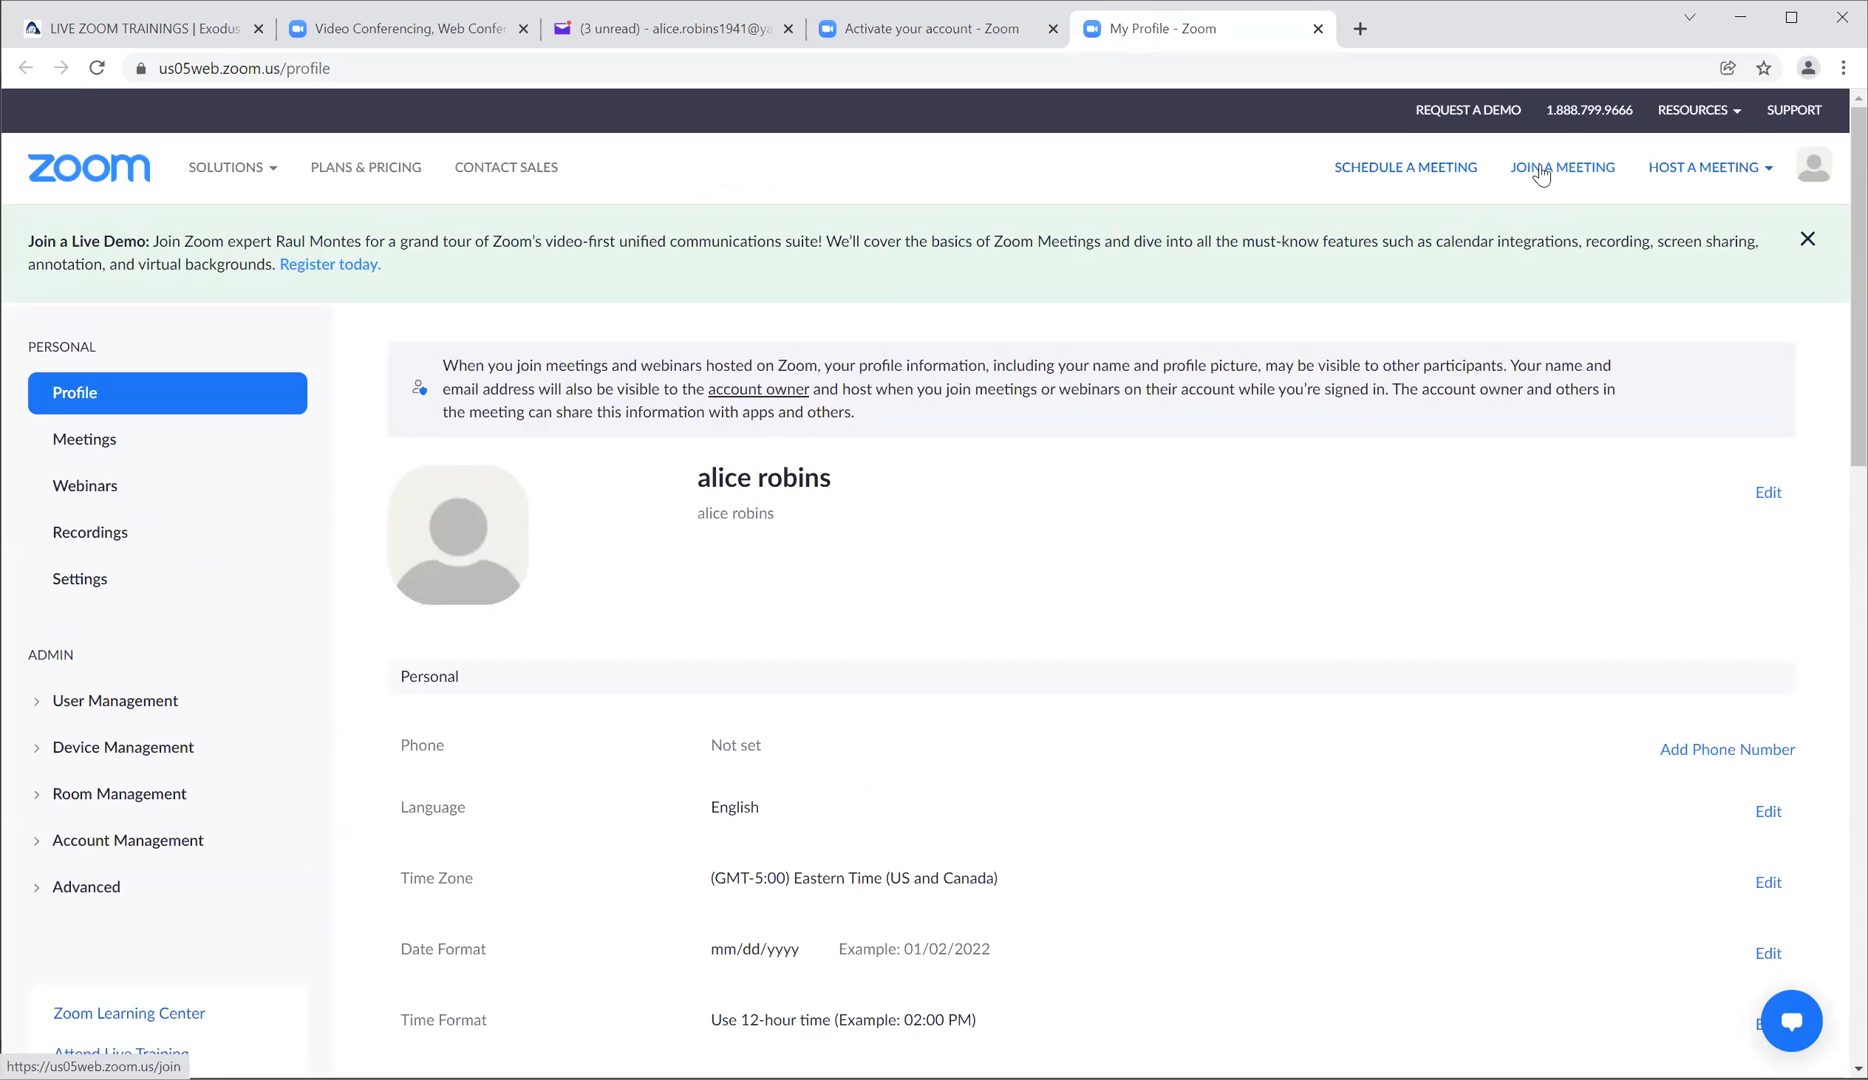 LIVE ZOOM TRAININGS | Exodus
Video Conferencing, Web Confer
(3 unread) - alice.robins1941@ya
Activate your account - Zoom
My Profile - Zoom
us05web.zoom.us/profile
REQUEST A DEMO
1.888.799.9666
RESOURCES
SUPPORT
zoom
SOLUTIONS
PLANS & PRICING
CONTACT SALES
SCHEDULE A MEETING
JOIN A MEETING
HOST A MEETING
Join a Live Demo: Join Zoom expert Raul Montes for a grand tour of Zoom's video-first unified communications suite! We'll cover the basics of Zoom Meetings and dive into all the must-know features such as calendar integrations, recording, screen sharing,
annotation, and virtual backgrounds. Register today.
PERSONAL
Profile
Meetings
Webinars
Recordings
Settings
ADMIN
User Management
Device Management
Room Management
Account Management
Advanced
Zoom Learning Center
Attend Live Training
https://us05web.zoom.us/join
When you join meetings and webinars hosted on Zoom, your profile information, including your name and profile picture, may be visible to other participants. Your name and
email address will also be visible to the account owner and host when you join meetings or webinars on their account while you're signed in. The account owner and others in
the meeting can share this information with apps and others.
alice robins
alice robins
Edit
Personal
Phone
Not set
Add Phone Number
Language
English
Edit
Time Zone
(GMT-5:00) Eastern Time (US and Canada)
Edit
Date Format
mm/dd/yyyy
Example: 01/02/2022
Edit
Time Format
Use 12-hour time (Example: 02:00 PM)